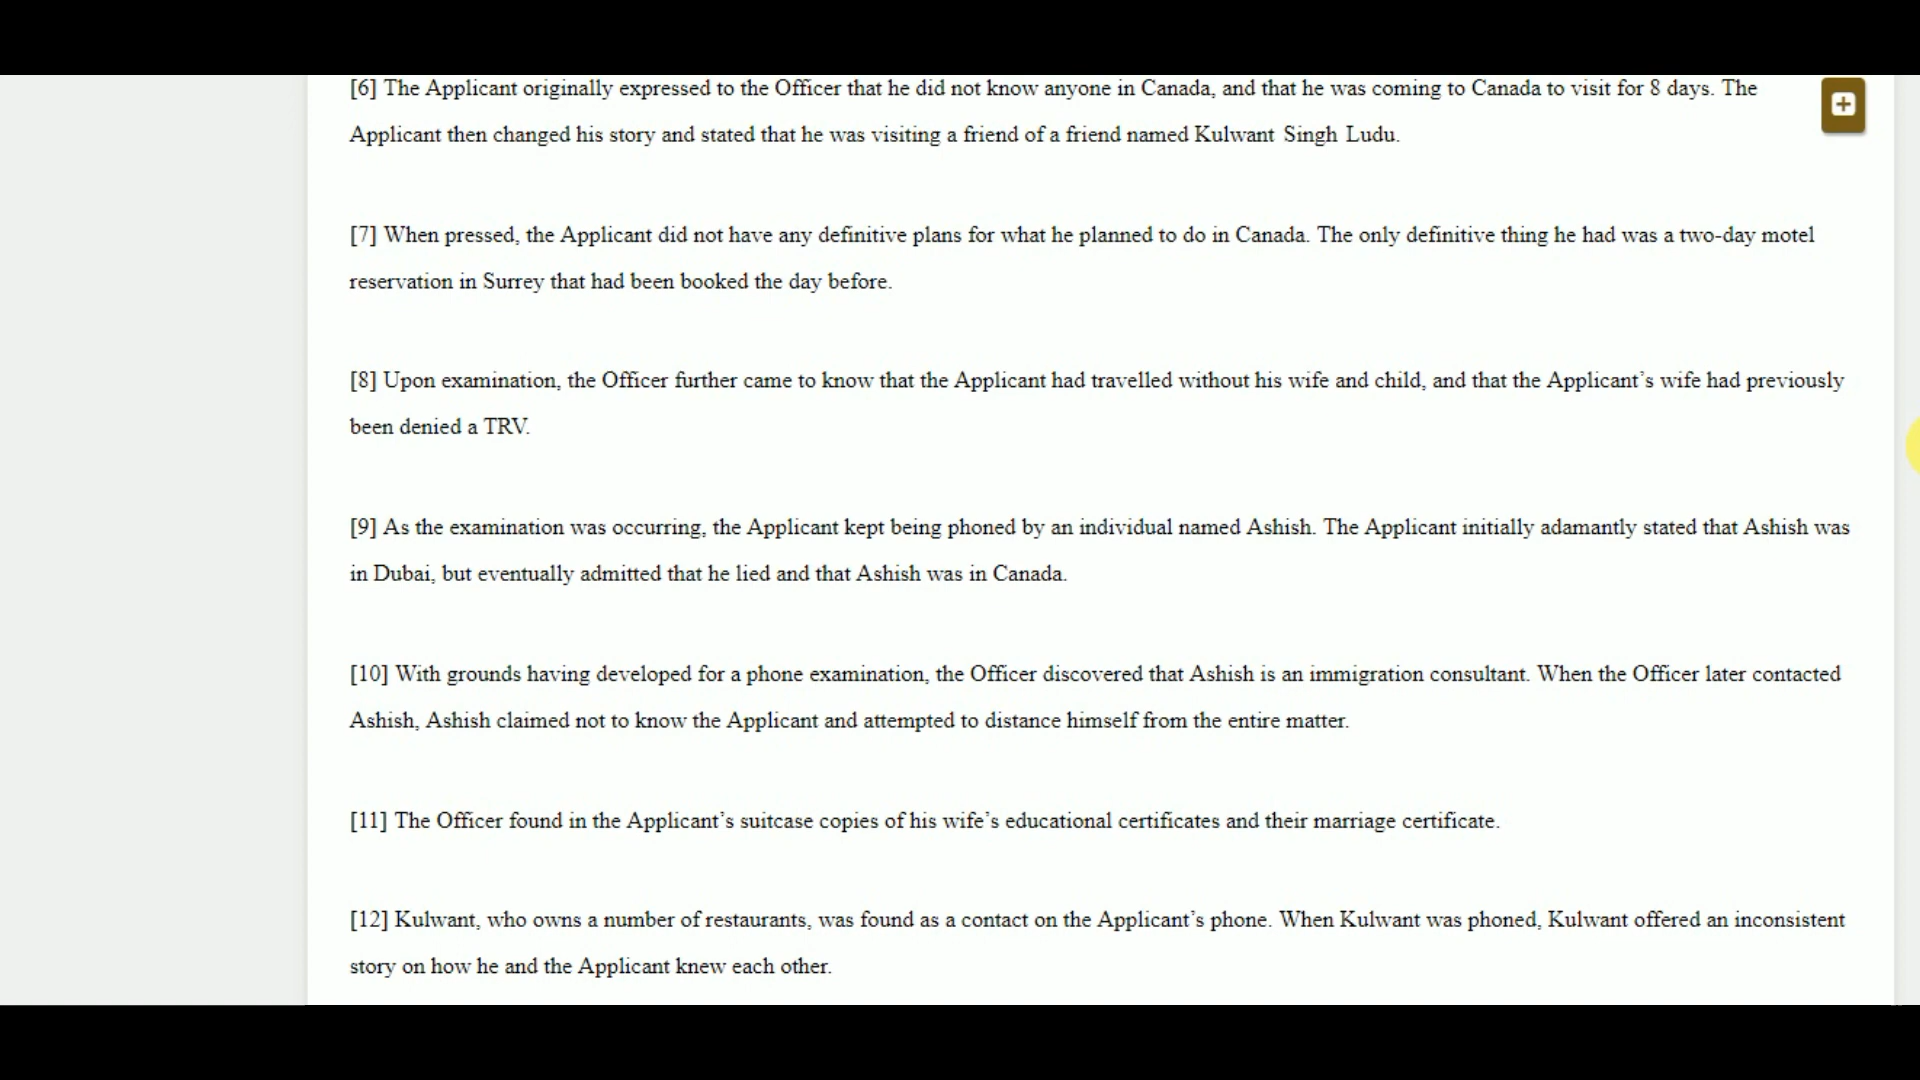 [6] The Applicant originally expressed to the Officer that he did not know anyone in Canada, and that he was coming to Canada to visit for 8 days. The
Applicant then changed his story and stated that he was visiting a friend of a friend named Kulwant Singh Ludu.
[7] When pressed, the Applicant did not have any definitive plans for what he planned to do in Canada. The only definitive thing he had was a two-day motel
reservation in Surrey that had been booked the day before.
[8] Upon examination, the Officer further came to know that the Applicant had travelled without his wife and child, and that the Applicant’s wife had previously
been denied a TRV.
[9] As the examination was occurring, the Applicant kept being phoned by an individual named Ashish. The Applicant initially adamantly stated that Ashish was
in Dubai, but eventually admitted that he lied and that Ashish was in Canada.
[10] With grounds having developed for a phone examination, the Officer discovered that Ashish is an immigration consultant. When the Officer later contacted
Ashish, Ashish claimed not to know the Applicant and attempted to distance himself from the entire matter.
[11] The Officer found in the Applicant’s suitcase copies of his wife’s educational certificates and their marriage certificate.
[12] Kulwant, who owns a number of restaurants, was found as a contact on the Applicant’s phone. When Kulwant was phoned, Kulwant offered an inconsistent
story on how he and the Applicant knew each other.